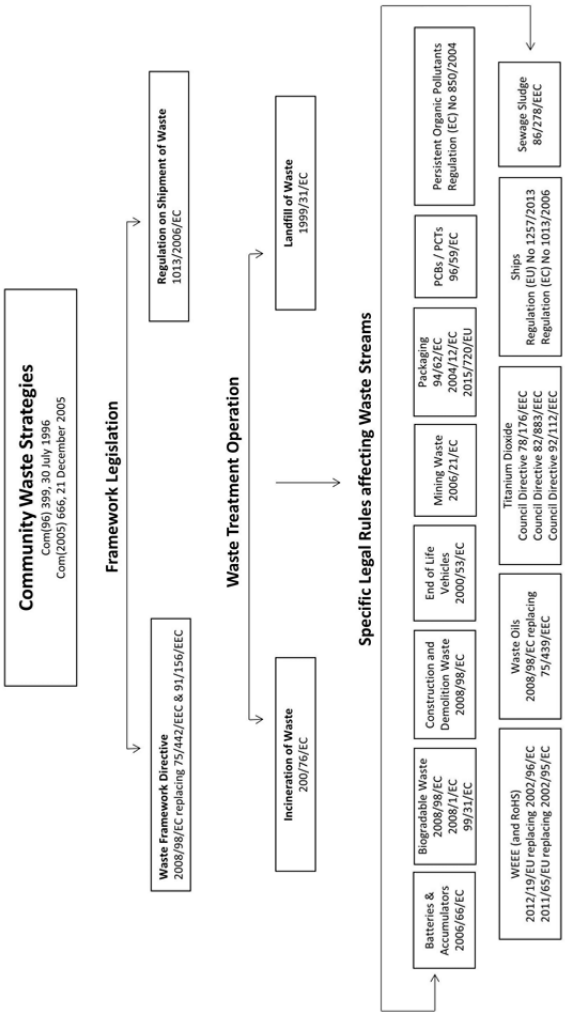 Community Waste Strategies
Com(96) 399, 30 July 1996
Com(2005) 666, 21 December 2005
Framework Legislation
Waste Framework Directive
2008/98/EC replacing 75/442/EEC & 91/156/EEC
Regulation on Shipment of Waste
1013/2006/EC
Waste Treatment Operation
Incineration of Waste
200/76/EC
Landfill of Waste
1999/31/EC
Specific Legal Rules affecting Waste Streams
Batteries &
Accumulators
2006/66/EC
Biogradable Waste
2008/98/EC
2008/1/EC
99/31/EC
Construction and
Demolition Waste
2008/98/EC
End of Life
Vehicles
2000/53/EC
Mining Waste
2006/21/EC
Packaging
94/62/EC
2004/12/EC
2015/720/EU
PCBs / PCTs
96/59/EC
Persistent Organic Pollutants
Regulation (EC) No 850/2004
WEEE (and RoHS)
2012/19/EU replacing 2002/96/EC
2011/65/EU replacing 2002/95/EC
Waste Oils
2008/98/EC replacing
75/439/EEC
Titanium Dioxide
Council Directive 78/176/EEC
Council Directive 82/883/EEC
Council Directive 92/112/EEC
Ships
Regulation (EU) No 1257/2013
Regulation (EC) No 1013/2006
Sewage Sludge
86/278/EEC